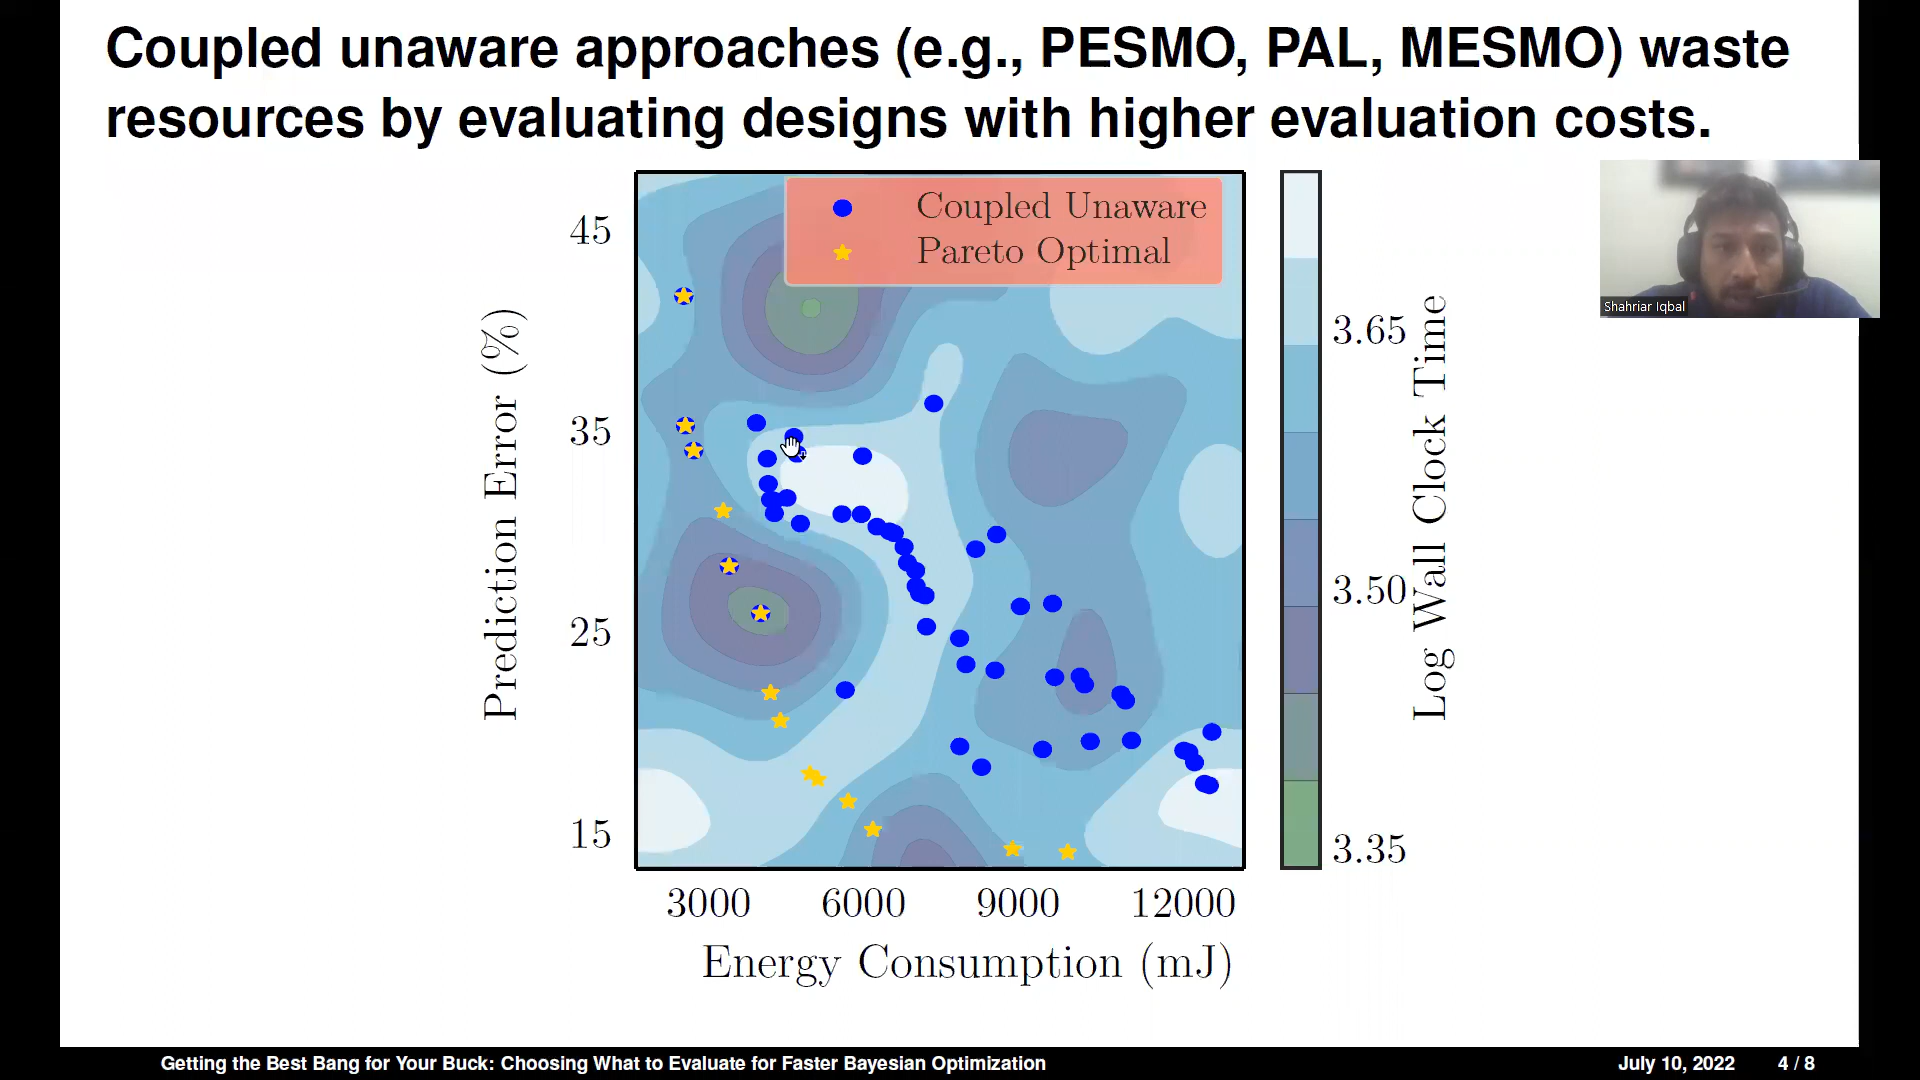 Coupled unaware approaches (e.g., PESMO, PAL, MESMO) waste
resources by evaluating designs with higher evaluation costs.
Coupled Unaware
Pareto Optimal
45
35
25
15
Prediction Error (%)
3000 6000 9000 12000
Energy Consumption (mJ)
3.65
3.50
3.35
Log Wall Clock Time
Shahriar Iqbal
Getting the Best Bang for Your Buck: Choosing What to Evaluate for Faster Bayesian Optimization
July 10, 2022 4 / 8